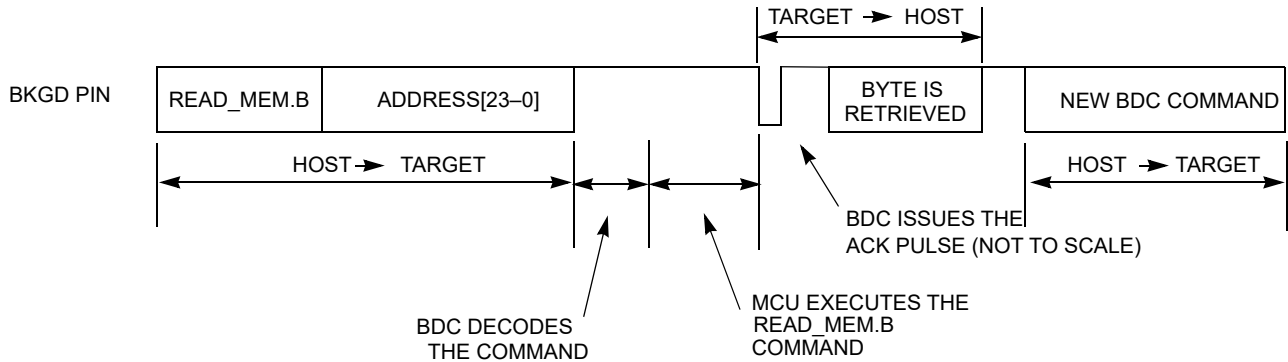 TARGET → HOST
BKGD PIN
READ_MEM.B
ADDRESS[23–0]
BYTE IS
RETRIEVED
NEW BDC COMMAND
HOST → TARGET
HOST → TARGET
BDC ISSUES THE
ACK PULSE (NOT TO SCALE)
BDC DECODES
THE COMMAND
MCU EXECUTES THE
READ_MEM.B
COMMAND